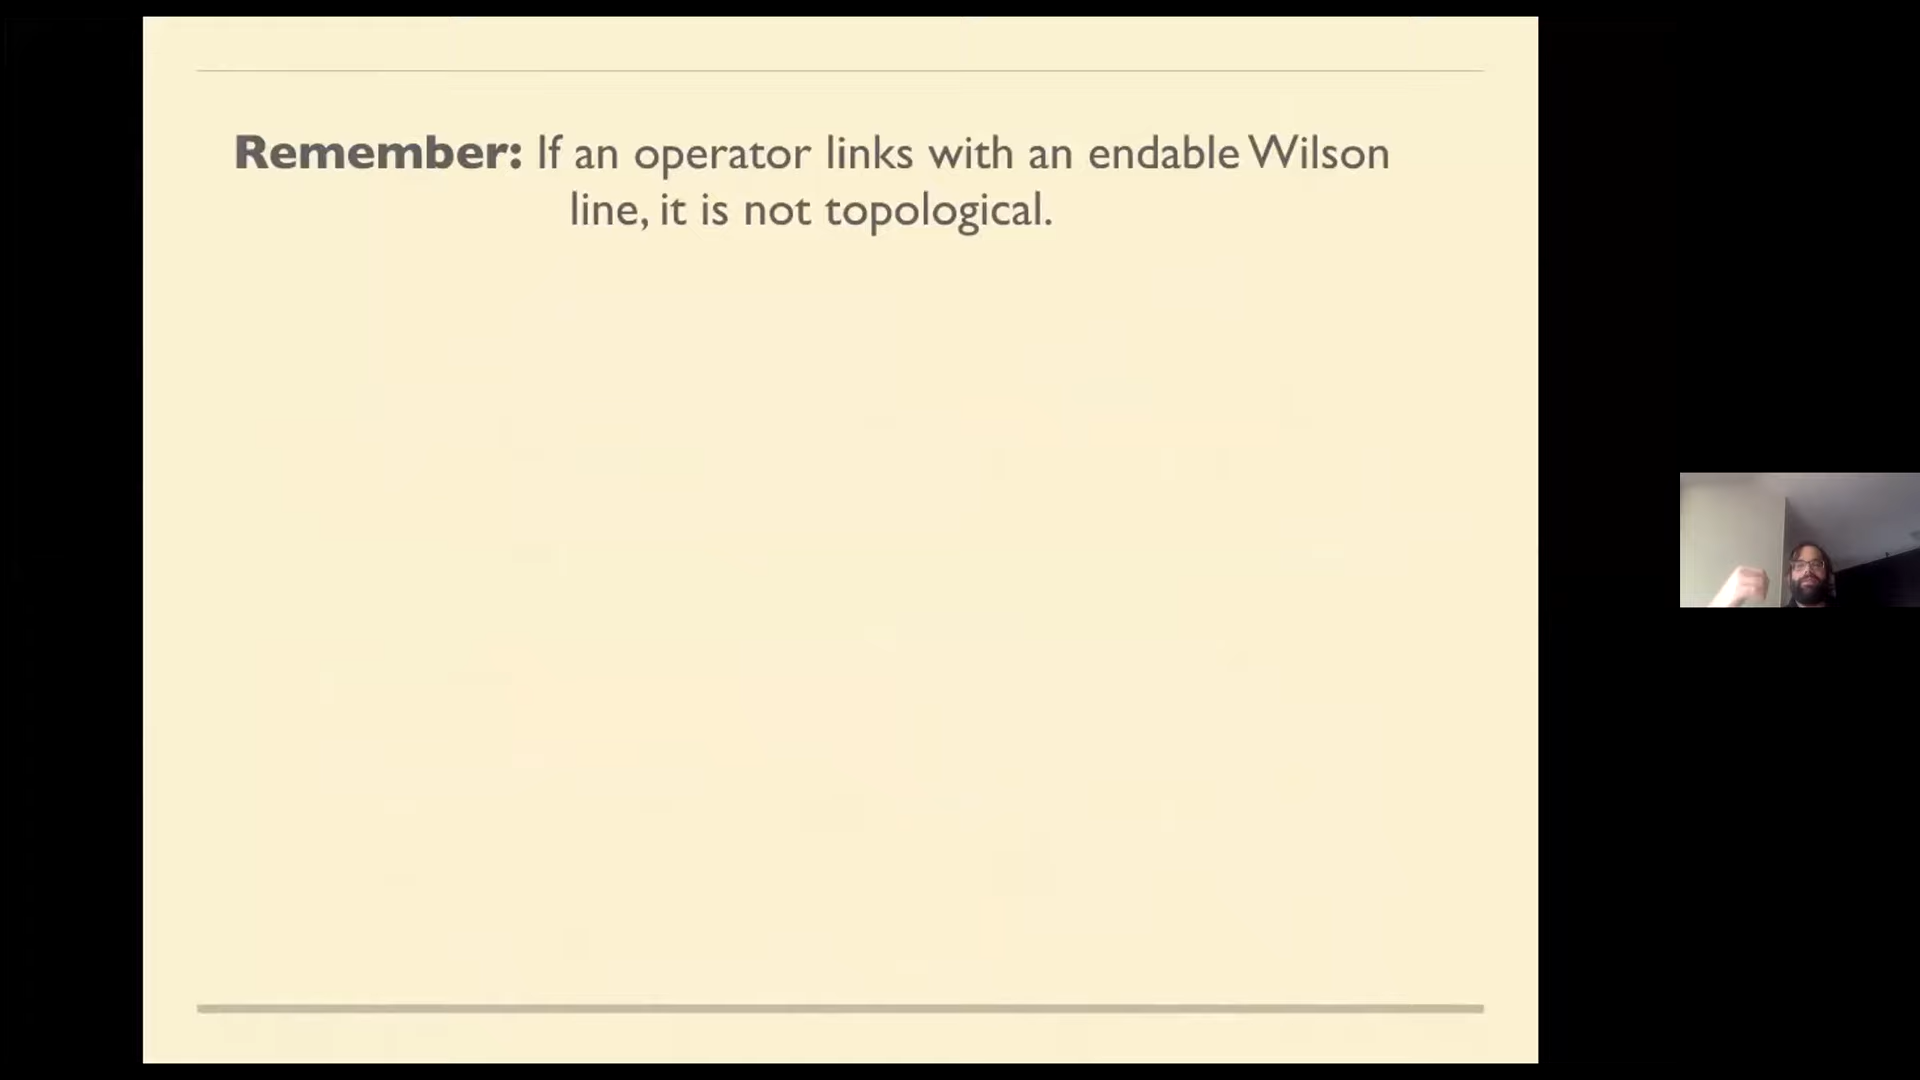 Remember: If an operator links with an endable Wilson
line, it is not topological.